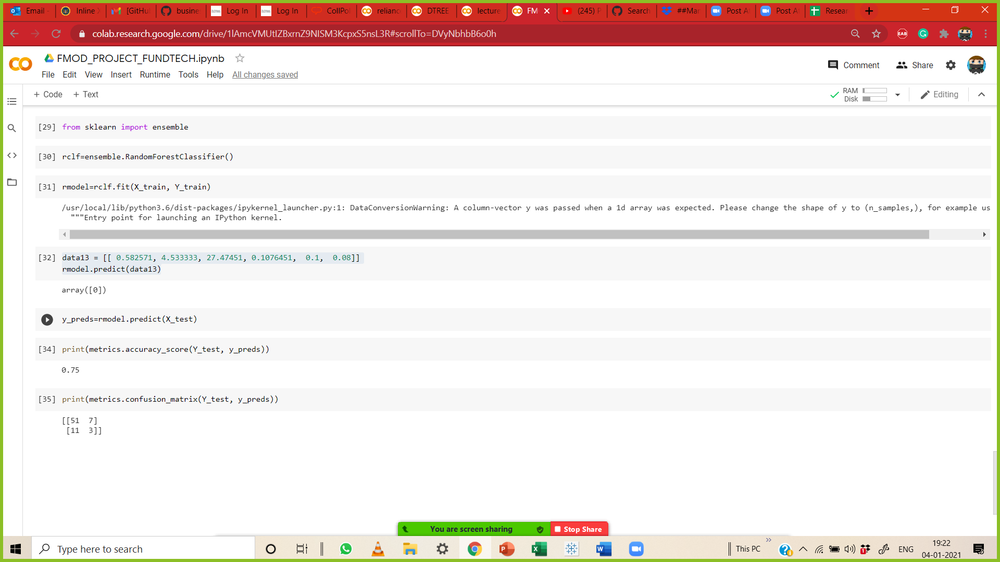 Email -
Inline
[GitHu
busine
Log In
Log In
CollPol
relianc
DTREE
lecture
FM
(245) P
Search
##Mar
Post A
Post A
Resear
colab.research.google.com/drive/1lAmcVMUtIZBxrnZ9NISM3KcpxS5nsL3R#scrollTo=DVyNbhbB6o0h
EAB
FMOD_PROJECT_FUNDTECH.ipynb
Comment
Share
File Edit View Insert Runtime Tools Help All changes saved
+ Code + Text
RAM
Disk
Editing
[29] from sklearn import ensemble
[30] rclf=ensemble.RandomForestClassifier()
[31] rmodel=rclf.fit(X_train, Y_train)
/usr/local/lib/python3.6/dist-packages/ipykernel_launcher.py:1: DataConversionWarning: A column-vector y was passed when a 1d array was expected. Please change the shape of y to (n_samples,), for example us
"""Entry point for launching an IPython kernel.
[32] data13 = [[ 0.582571, 4.533333, 27.47451, 0.1076451,  0.1,  0.08]]
rmodel.predict(data13)
array([0])
y_preds=rmodel.predict(X_test)
[34] print(metrics.accuracy_score(Y_test, y_preds))
0.75
[35] print(metrics.confusion_matrix(Y_test, y_preds))
[[51  7]
[11  3]]
You are screen sharing
Stop Share
Type here to search
This PC
ENG
19:22
04-01-2021